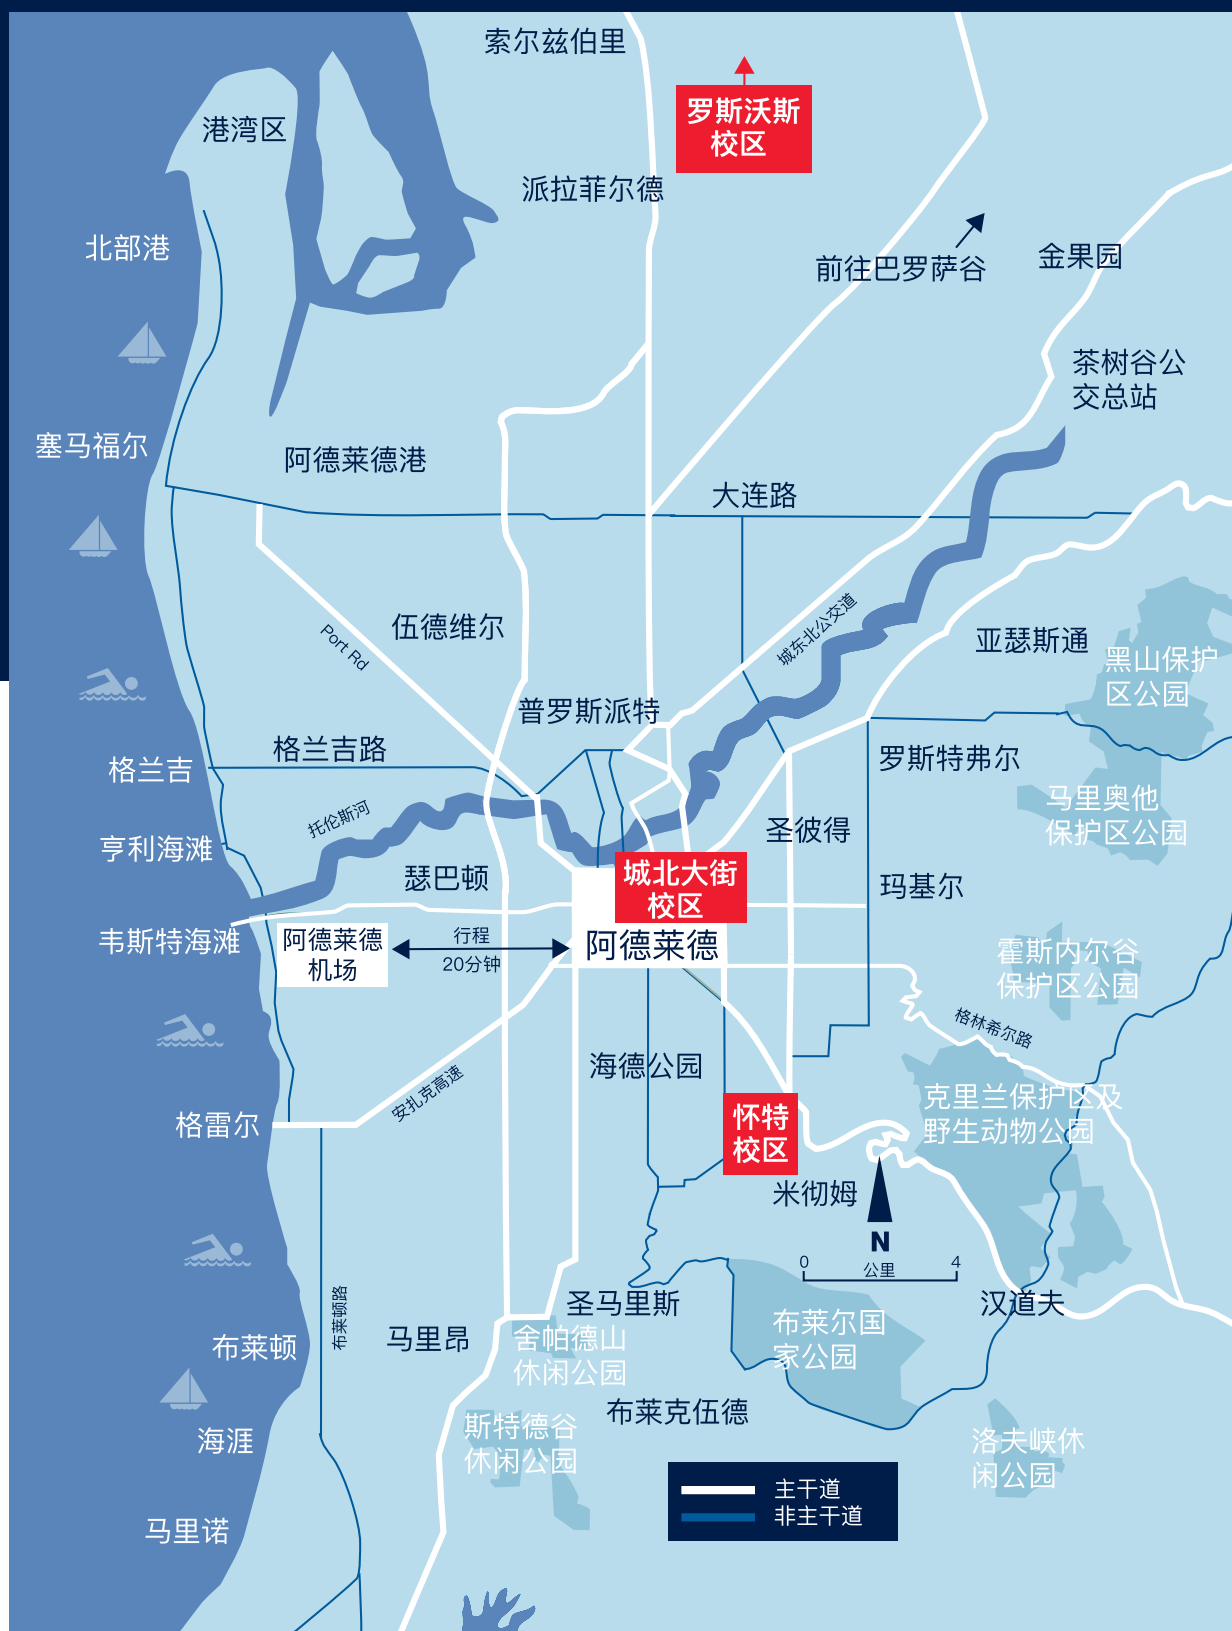 索尔兹伯里
罗斯沃斯
校区
港湾区
派拉菲尔德
北部港
前往巴罗萨谷
金果园
茶树谷公
交总站
塞马福尔
阿德莱德港
大连路
伍德维尔
Port Rd
城东北公交道
亚瑟斯通
黑山保护
区公园
普罗斯派特
格兰吉路
格兰吉
罗斯特弗尔
马里奥他
保护区公园
托伦斯河
圣彼得
亨利海滩
瑟巴顿
城北大街
校区
玛基尔
韦斯特海滩
阿德莱德
机场
行程
20分钟
阿德莱德
霍斯内尔谷
保护区公园
格林希尔路
海德公园
安扎克高速
克里兰保护区及
野生动物公园
格雷尔
怀特
校区
米彻姆
N
0
公里
4
圣马里斯
汉道夫
布莱顿路
布莱顿
马里昂
舍帕德山
休闲公园
布莱尔国
家公园
布莱克伍德
斯特德谷
休闲公园
海涯
洛夫峡休
闲公园
主干道
非主干道
马里诺